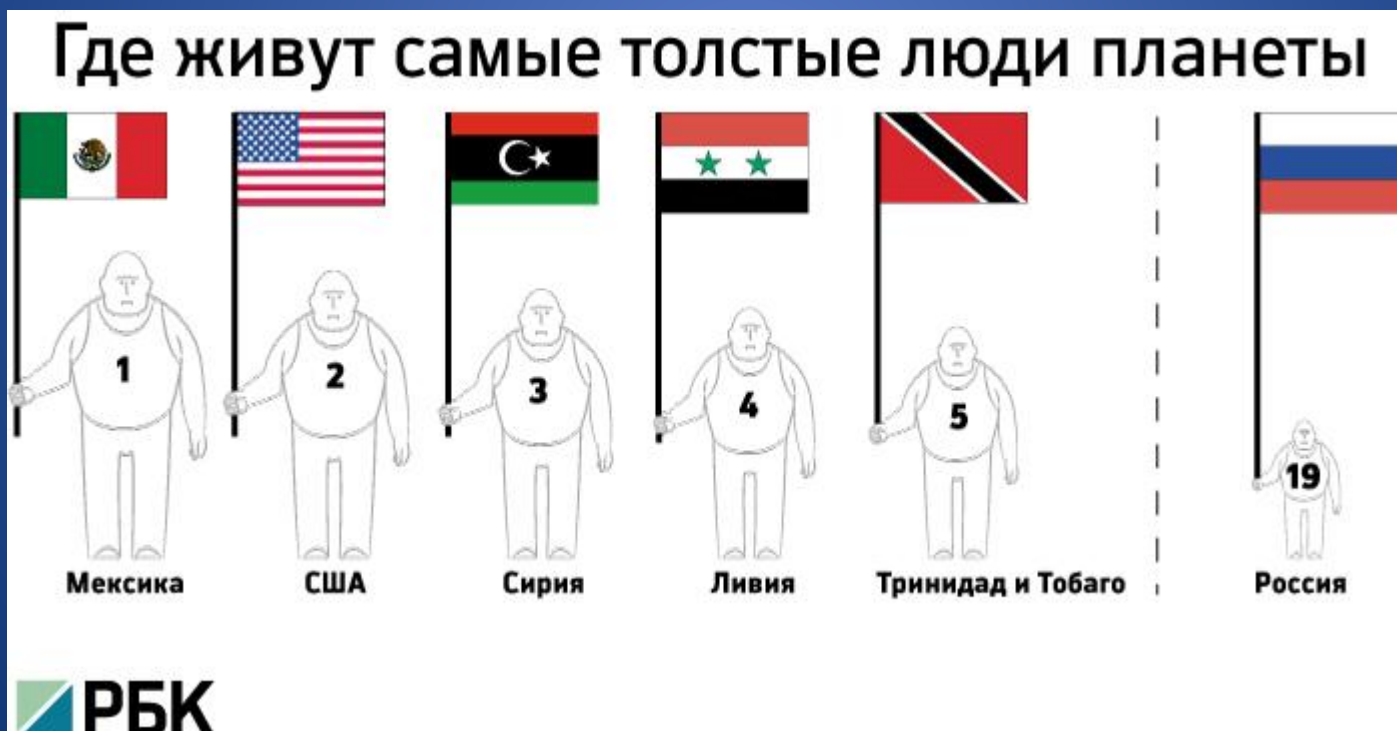 Где живут самые толстые люди планеты
1 2 3 4 5 19
Мексика США Сирия Ливия Тринидад и Тобаго Россия
РБК